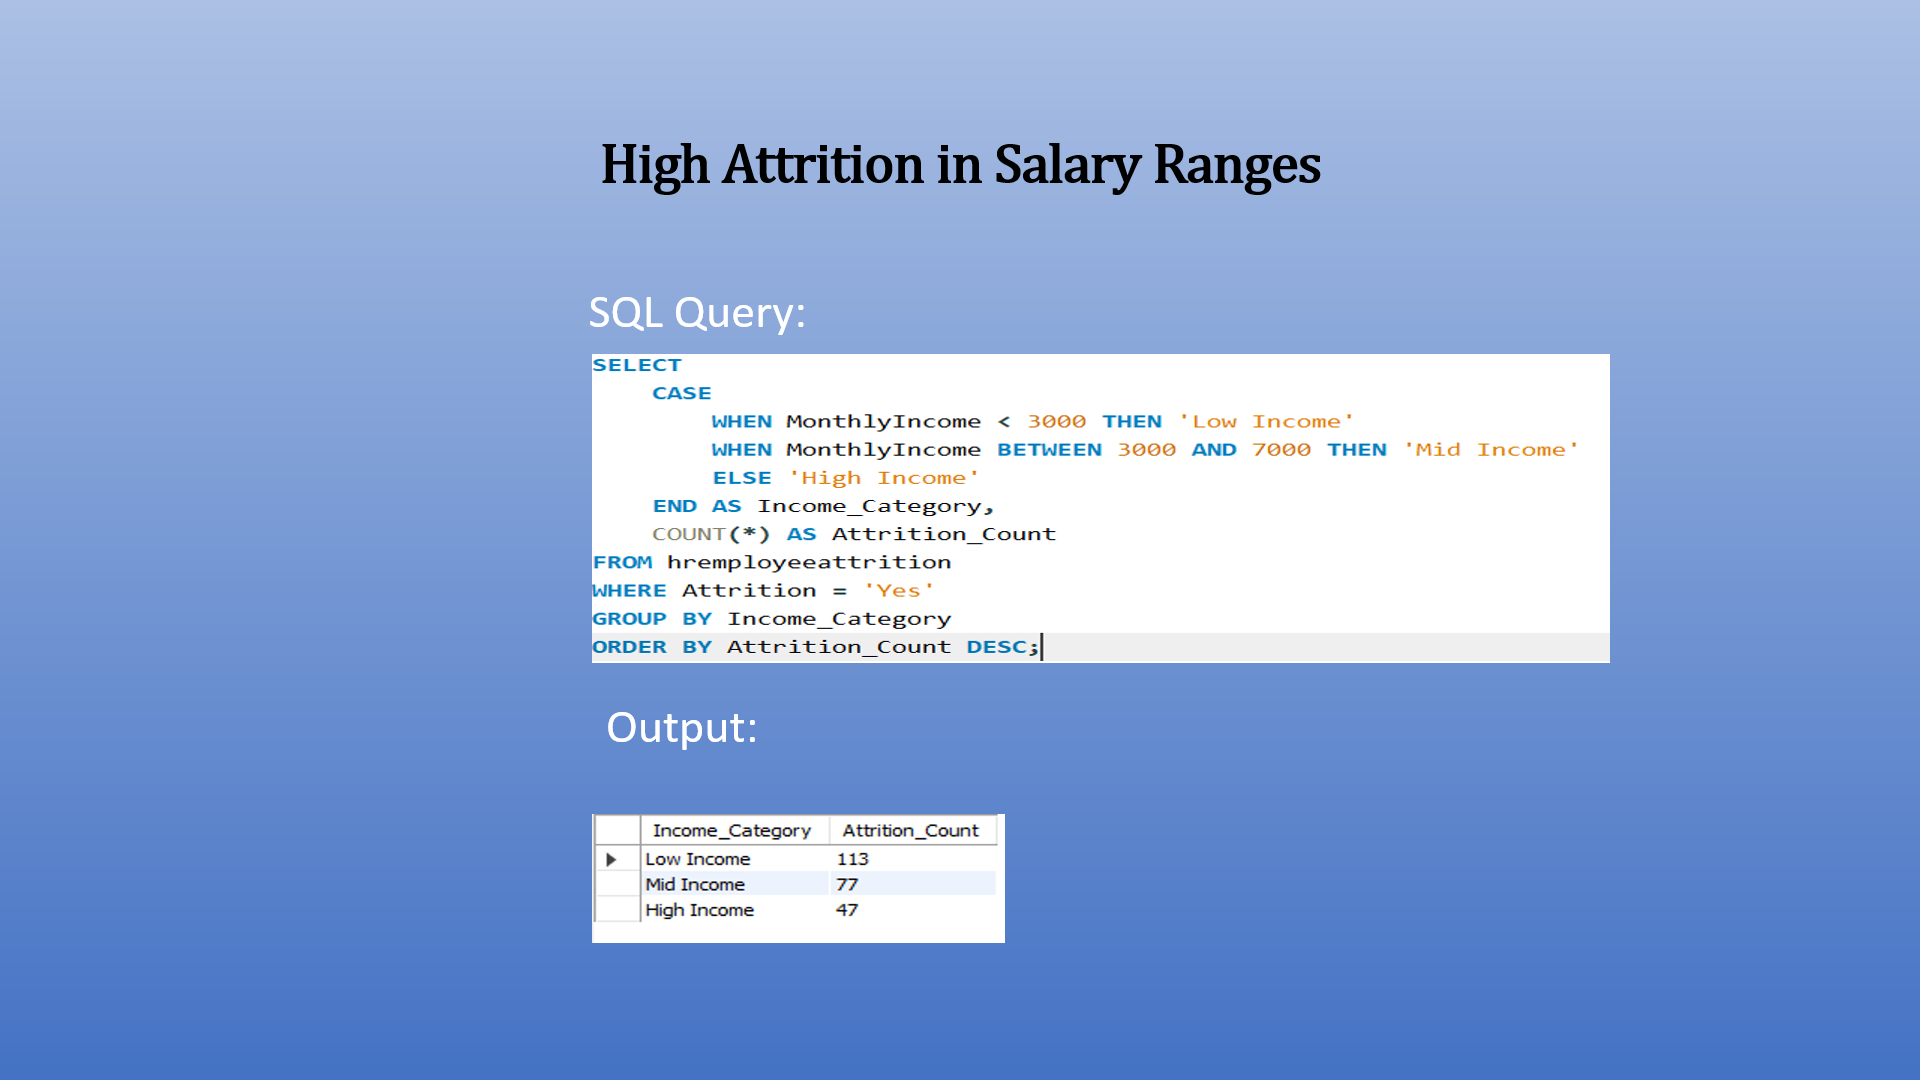 High Attrition in Salary Ranges
SQL Query:
SELECT
CASE
WHEN MonthlyIncome < 3000 THEN 'Low Income'
WHEN MonthlyIncome BETWEEN 3000 AND 7000 THEN 'Mid Income'
ELSE 'High Income'
END AS Income_Category,
COUNT(*) AS Attrition_Count
FROM hremployeeattrition
WHERE Attrition = 'Yes'
GROUP BY Income_Category
ORDER BY Attrition_Count DESC;
Output:
Income_Category Attrition_Count
Low Income 113
Mid Income 77
High Income 47